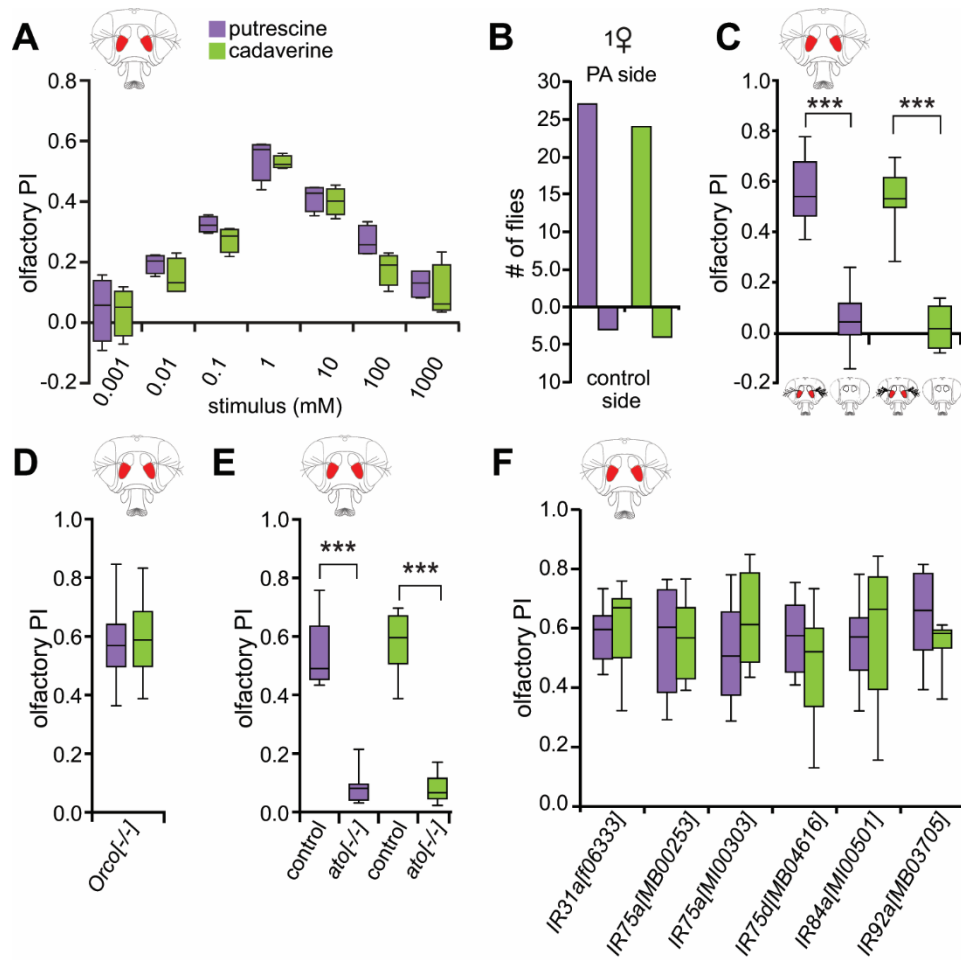 A
putrescine
cadaverine
olfactory PI
0.8
0.6
0.4
0.2
0.0
-0.2
0.001
0.01
0.1
1
10
100
1000
stimulus (mM)
B
1♀
PA side
# of flies
30
25
20
15
10
5
0.0
5.0
10
control
side
C
olfactory PI
1.0
0.8
0.6
0.4
0.2
0.0
-0.2
***
***
D
olfactory PI
1.0
0.8
0.6
0.4
0.2
0.0
Orco[-/-]
E
olfactory PI
1.0
0.8
0.6
0.4
0.2
0.0
***
***
control
ato[-/-]
control
ato[-/-]
F
olfactory PI
1.0
0.8
0.6
0.4
0.2
0.0
IR31a[f06333]
IR75a[MB00253]
IR75a[MI00303]
IR75d[MB04616]
IR84a[MI00501]
IR92a[MB03705]